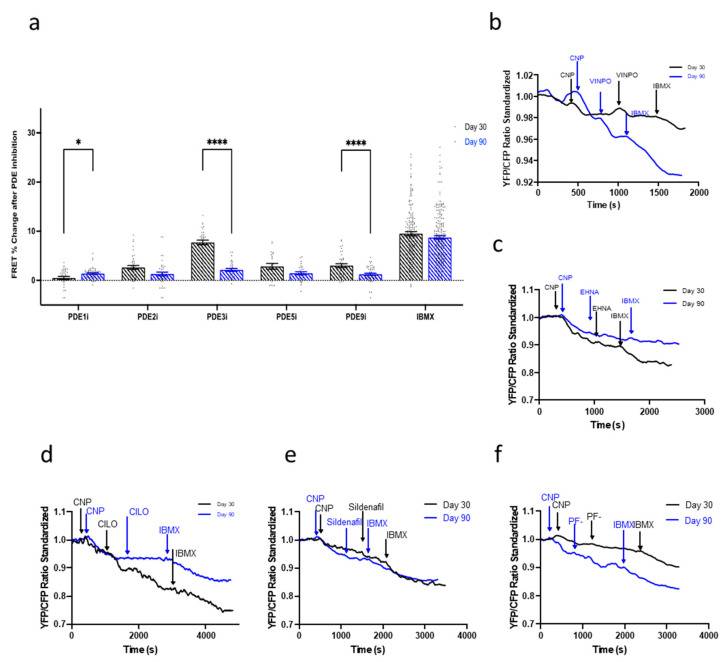 a
FRET % Change after PDE inhibition
30
20
10
0
*
****
****
Day 30
Day 90
PDE1i
PDE2i
PDE3i
PDE5i
PDE9i
IBMX
b
YFP/CFP Ratio Standardized
1.02
1.00
0.98
0.96
0.94
0.92
CNP
CNP
VINPO
VINPO
IBMX
IBMX
Day 30
Day 90
0
500
1000
1500
2000
Time (s)
c
YFP/CFP Ratio Standardized
1.1
1.0
0.9
0.8
0.7
CNP
CNP
EHNA
EHNA
IBMX
IBMX
Day 30
Day 90
0
1000
2000
3000
Time (s)
d
YFP/CFP Ratio Standardized
1.1
1.0
0.9
0.8
0.7
CNP
CNP
CILO
CILO
IBMX
IBMX
Day 30
Day 90
0
2000
4000
Time (s)
e
YFP/CFP Ratio Standardized
1.1
1.0
0.9
0.8
0.7
CNP
CNP
Sildenafil
Sildenafil
IBMX
IBMX
Day 30
Day 90
0
1000
2000
3000
4000
Time (s)
f
YFP/CFP Ratio Standardized
1.1
1.0
0.9
0.8
0.7
CNP
CNP
PF-
PF-
IBMX
IBMX
Day 30
Day 90
0
1000
2000
3000
4000
Time (s)